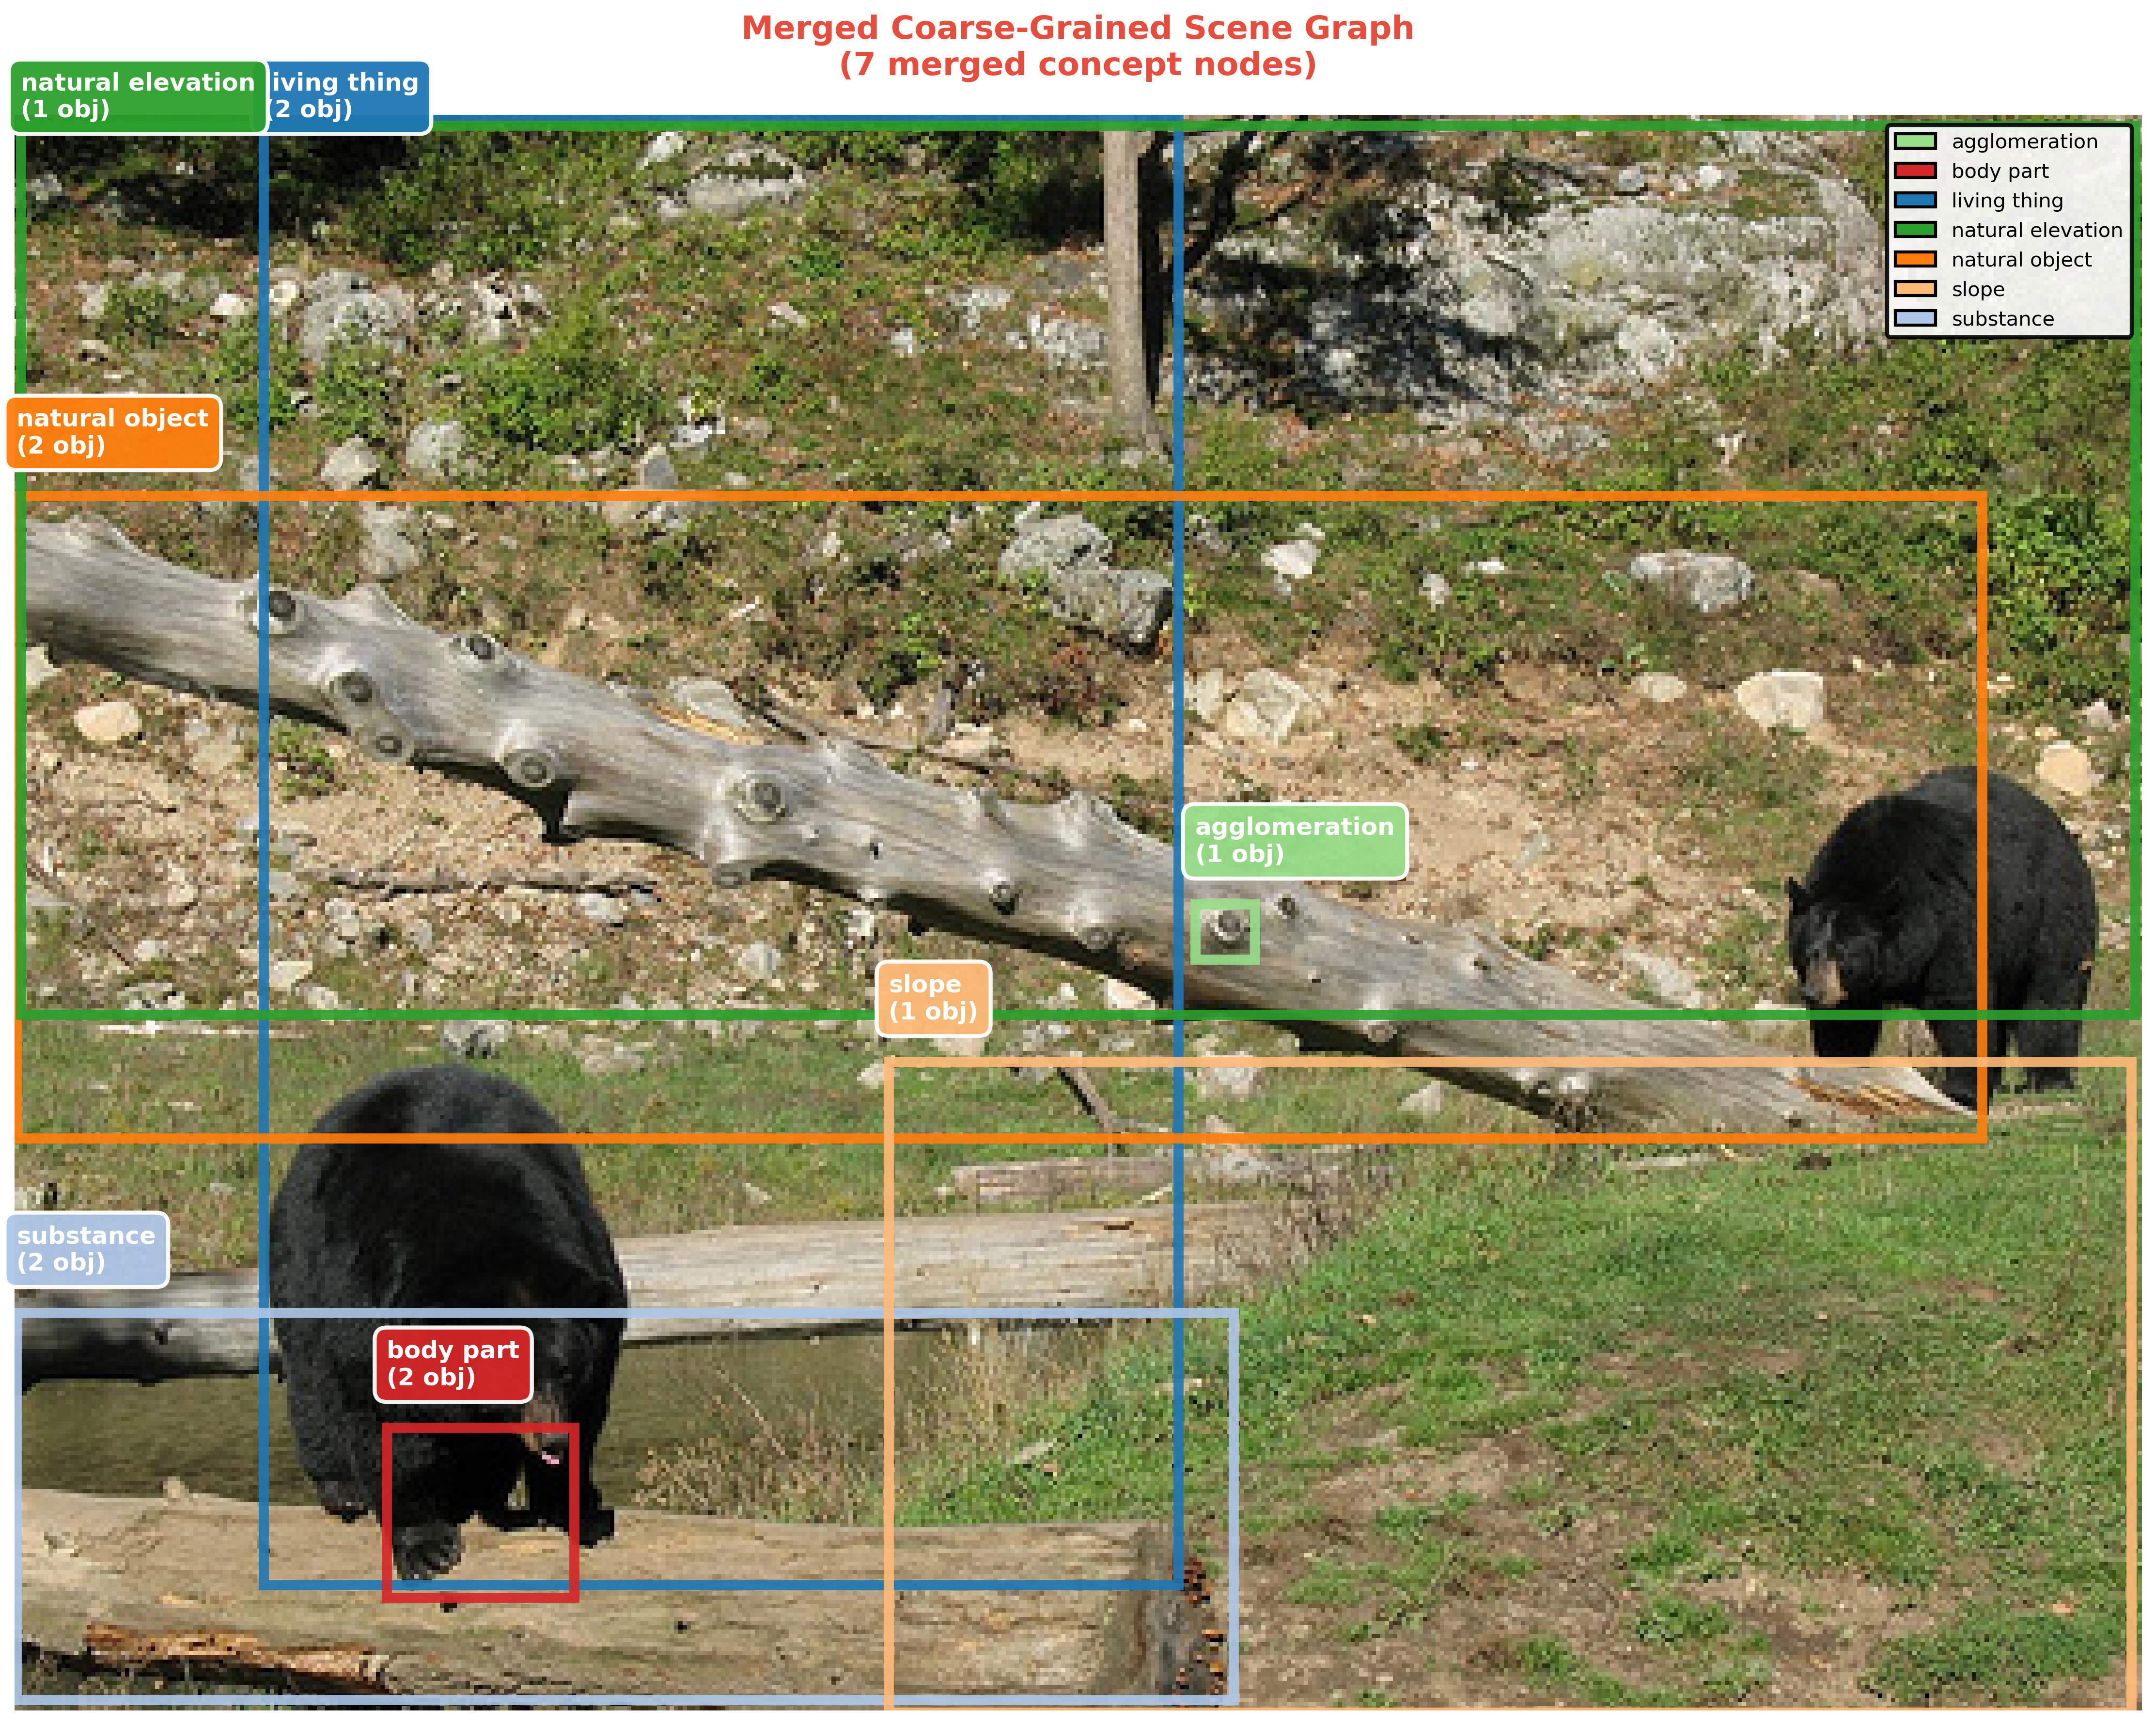 Merged Coarse-Grained Scene Graph
(7 merged concept nodes)
natural elevation
(1 obj)
iving thing
(2 obj)
agglomeration
body part
living thing
natural elevation
natural object
slope
substance
natural object
(2 obj)
agglomeration
(1 obj)
slope
(1 obj)
substance
(2 obj)
body part
(2 obj)